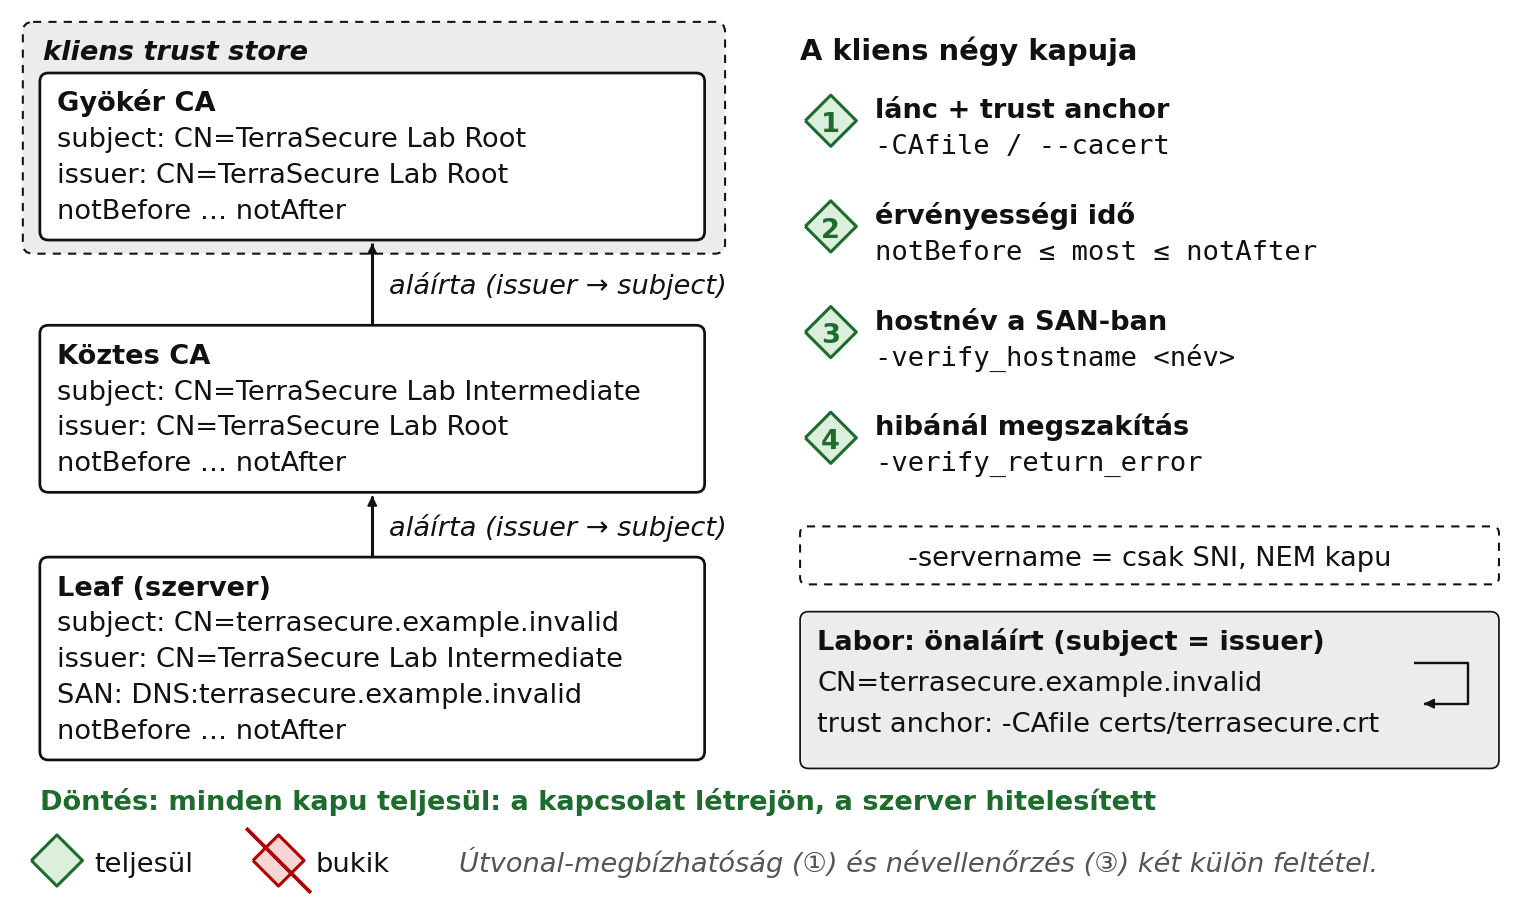 kliens trust store
Gyökér CA
subject: CN=TerraSecure Lab Root
issuer: CN=TerraSecure Lab Root
notBefore … notAfter
aláírta (issuer → subject)
Köztes CA
subject: CN=TerraSecure Lab Intermediate
issuer: CN=TerraSecure Lab Root
notBefore … notAfter
aláírta (issuer → subject)
Leaf (szerver)
subject: CN=terrasecure.example.invalid
issuer: CN=TerraSecure Lab Intermediate
SAN: DNS:terrasecure.example.invalid
notBefore … notAfter
A kliens négy kapuja
1 lánc + trust anchor
-CAfile / --cacert
2 érvényességi idő
notBefore ≤ most ≤ notAfter
3 hostnév a SAN-ban
-verify_hostname <név>
4 hibánál megszakítás
-verify_return_error
-servername = csak SNI, NEM kapu
Labor: önaláírt (subject = issuer)
CN=terrasecure.example.invalid
trust anchor: -CAfile certs/terrasecure.crt
Döntés: minden kapu teljesül: a kapcsolat létrejön, a szerver hitelesített
teljesül bukik Útvonal-megbízhatóság (①) és névellenőrzés (③) két külön feltétel.